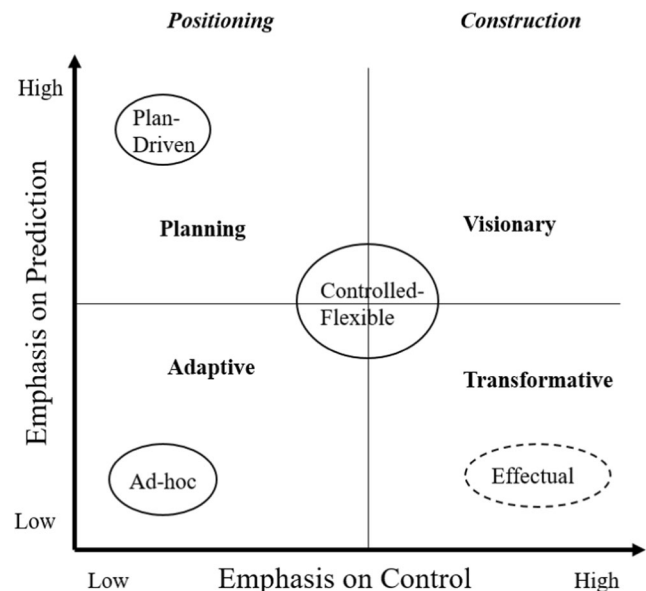 Positioning
Construction
High
Plan-
Driven
Emphasis on Prediction
Planning
Visionary
Controlled-
Flexible
Adaptive
Transformative
Ad-hoc
Effectual
Low
Low
Emphasis on Control
High